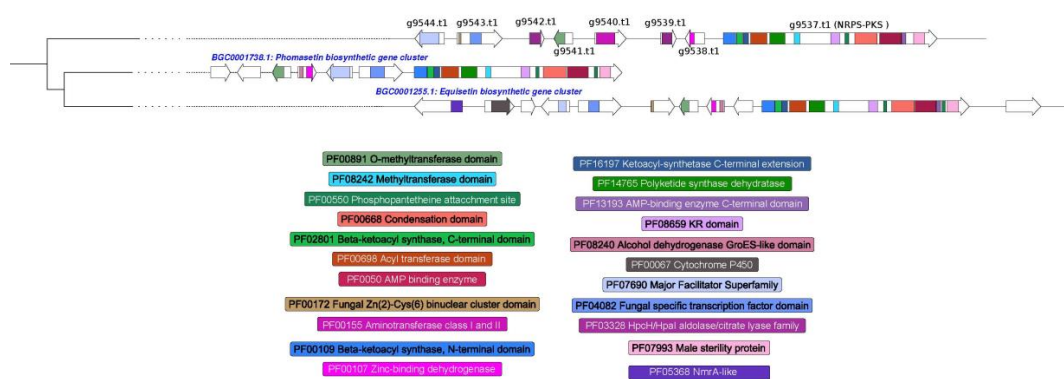 g9544.t1 g9543.t1 g9542.t1 g9540.t1 g9539.t1 g9537.t1 (NRPS-PKS )
g9541.t1 g9538.t1
BGC0001738.1: Phomasetin biosynthetic gene cluster
BGC0001255.1: Equisetin biosynthetic gene cluster
PF00891 O-methyltransferase domain
PF08242 Methyltransferase domain
PF00550 Phosphopantetheine attacchment site
PF00668 Condensation domain
PF02801 Beta-ketoacyl synthase, C-terminal domain
PF00698 Acyl transferase domain
PF0050 AMP binding enzyme
PF00172 Fungal Zn(2)-Cys(6) binuclear cluster domain
PF00155 Aminotransferase class I and II
PF00109 Beta-ketoacyl synthase, N-terminal domain
PF00107 Zinc-binding dehydrogenase
PF16197 Ketoacyl-synthetase C-terminal extension
PF14765 Polyketide synthase dehydratase
PF13193 AMP-binding enzyme C-terminal domain
PF08659 KR domain
PF08240 Alcohol dehydrogenase GroES-like domain
PF00067 Cytochrome P450
PF07690 Major Facilitator Superfamily
PF04082 Fungal specific transcription factor domain
PF03328 HpcH/HpaI aldolase/citrate lyase family
PF07993 Male sterility protein
PF05368 NmrA-like